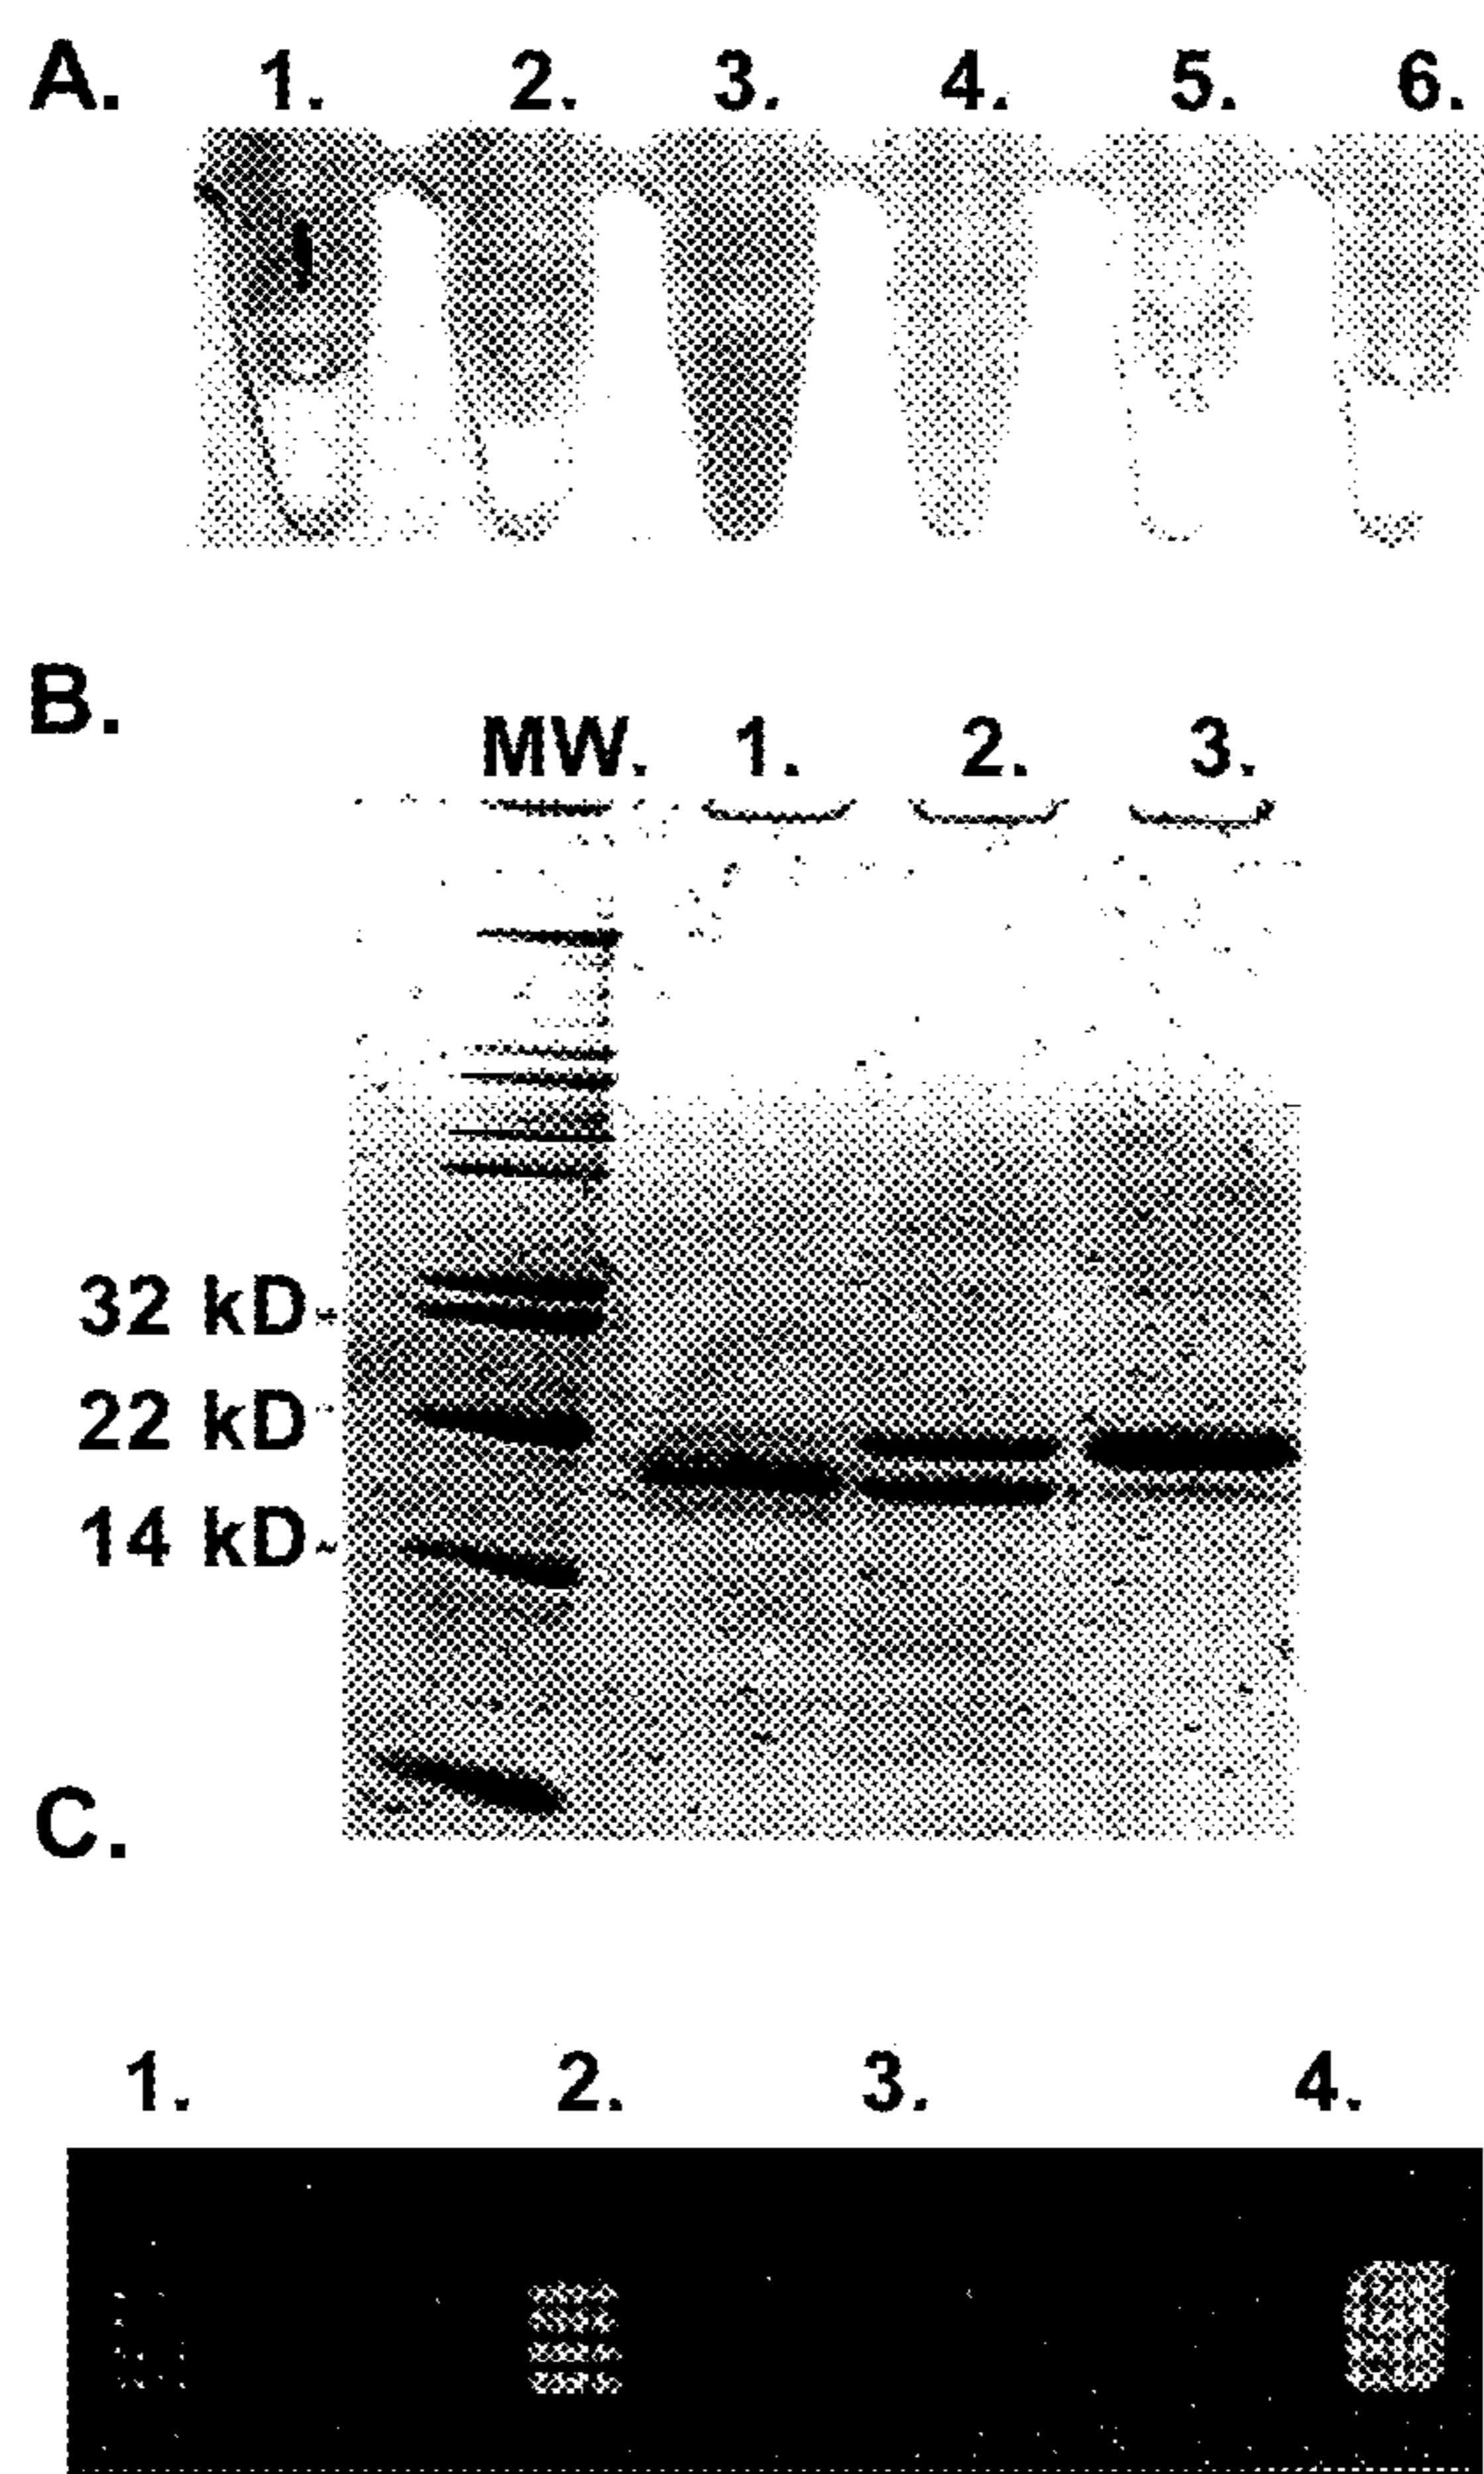 A. 1. 2. 3. 4. 5. 6.
B.
MW. 1. 2. 3.
32 kD-
22 kD-
14 kD-
C.
1. 2. 3. 4.